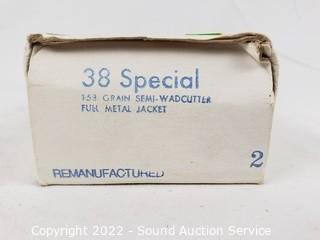 38 Special
158 GRAIN SEMI-WADCUTTER
FULL METAL JACKET
REMANUFACTURED
2
Copyright 2022 - Sound Auction Service